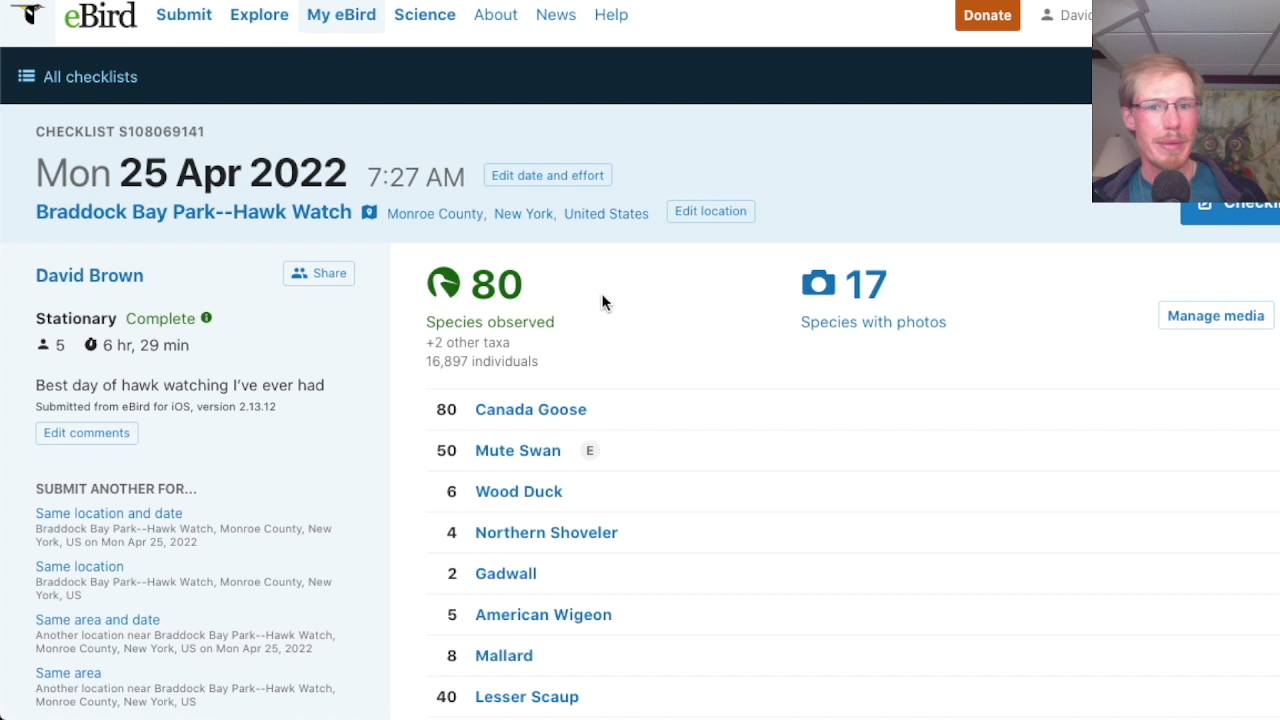 eBird Submit Explore My eBird Science About News Help Donate
All checklists
CHECKLIST S108069141
Mon 25 Apr 2022 7:27 AM Edit date and effort
Braddock Bay Park--Hawk Watch Monroe County, New York, United States Edit location
David Brown Share
Stationary Complete
5 6 hr, 29 min
Best day of hawk watching I've ever had
Submitted from eBird for iOS, version 2.13.12
Edit comments
SUBMIT ANOTHER FOR...
Same location and date
Braddock Bay Park--Hawk Watch, Monroe County, New
York, US on Mon Apr 25, 2022
Same location
Braddock Bay Park--Hawk Watch, Monroe County, New
York, US
Same area and date
Another location near Braddock Bay Park--Hawk Watch,
Monroe County, New York, US on Mon Apr 25, 2022
Same area
Another location near Braddock Bay Park--Hawk Watch,
Monroe County, New York, US
80
Species observed
+2 other taxa
16,897 individuals
17
Species with photos
Manage media
80 Canada Goose
50 Mute Swan E
6 Wood Duck
4 Northern Shoveler
2 Gadwall
5 American Wigeon
8 Mallard
40 Lesser Scaup